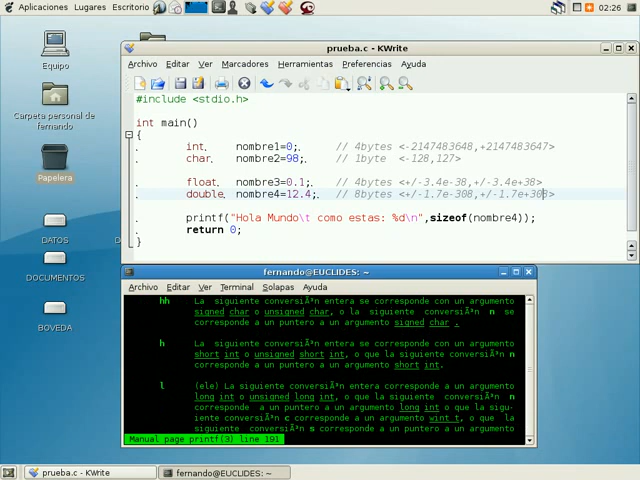 Aplicaciones Lugares Escritorio 02:26
Equipo
Carpeta personal de
fernando
Papelera
DATOS
DOCUMENTOS
BOVEDA
prueba.c - KWrite
Archivo Editar Ver Marcadores Herramientas Preferencias Ayuda
#include <stdio.h>
int main()
{
int nombre1=0; // 4bytes <-2147483648,+2147483647>
char nombre2=98; // 1byte <-128,127>
float nombre3=0.1; // 4bytes <+/-3.4e-38,+/-3.4e+38>
double nombre4=12.4; // 8bytes <+/-1.7e-308,+/-1.7e+308>
printf("Hola Mundo\t como estas: %d\n",sizeof(nombre4));
return 0;
}
fernando@EUCLIDES: ~
Archivo Editar Ver Terminal Solapas Ayuda
hh La siguiente conversiÃ³n entera se corresponde con un argumento
signed char o unsigned char, o la siguiente conversiÃ³n n se
corresponde a un puntero a un argumento signed char .
h La siguiente conversiÃ³n entera se corresponde con un argumento
short int o unsigned short int, o que la siguiente conversiÃ³n n
corresponde a un puntero a un argumento short int.
l (ele) La siguiente conversiÃ³n entera corresponde a un argumento
long int o unsigned long int, o que la siguiente conversiÃ³n n
corresponde a un puntero a un argumento long int o que la sigu-
iente conversiÃ³n c corresponde a un argumento wint_t, o que la
siguiente conversiÃ³n s corresponde a un puntero a un argumento
Manual page printf(3) line 191
prueba.c - KWrite
fernando@EUCLIDES: ~